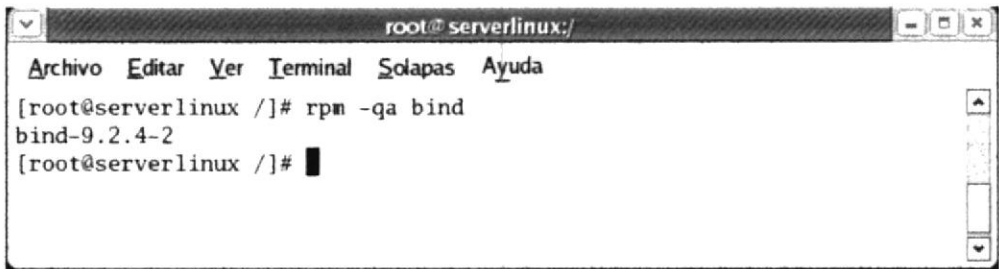 root@serverlinux:/
Archivo Editar Ver Terminal Solapas Ayuda
[root@serverlinux /]# rpm -qa bind
bind-9.2.4-2
[root@serverlinux /]#